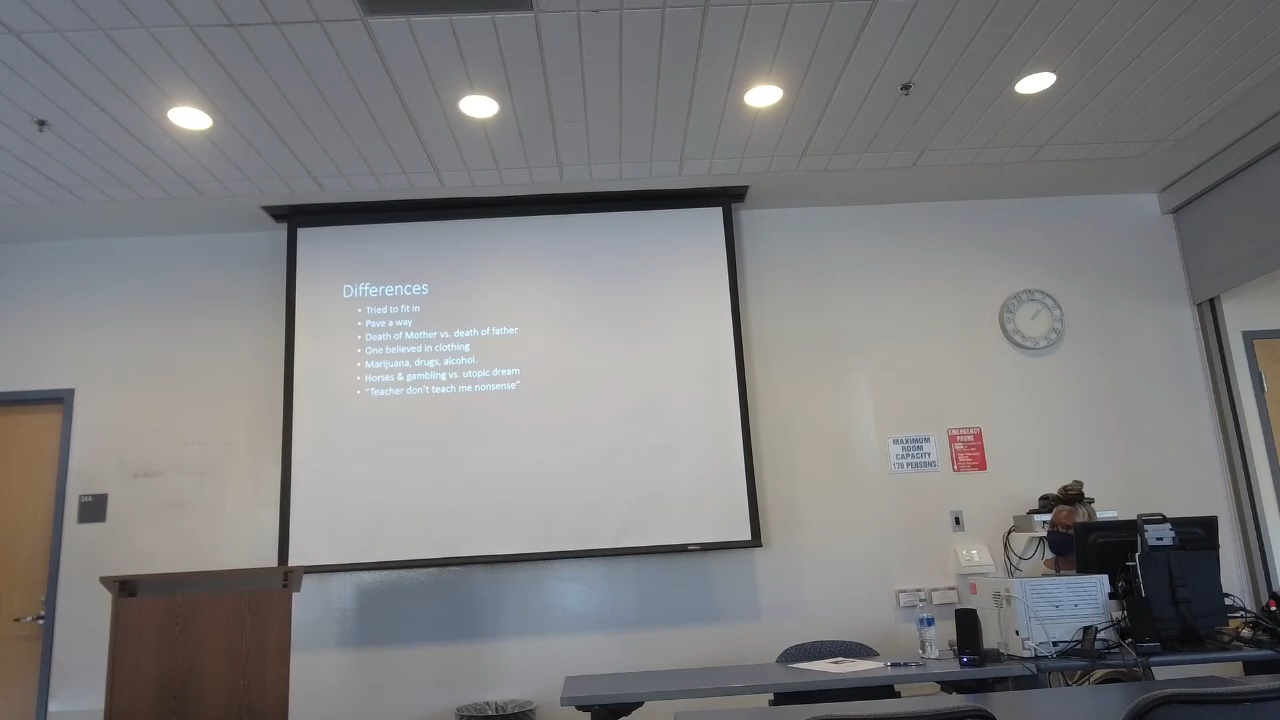 Differences
• Tried to fit in
• Pave a way
• Death of Mother vs. death of father
• One believed in clothing
• Marijuana, drugs, alcohol.
• Horses & gambling vs. utopic dream
• "Teacher don't teach me nonsense"
MAXIMUM
ROOM
CAPACITY
178 PERSONS
EMERGENCY
PHONE